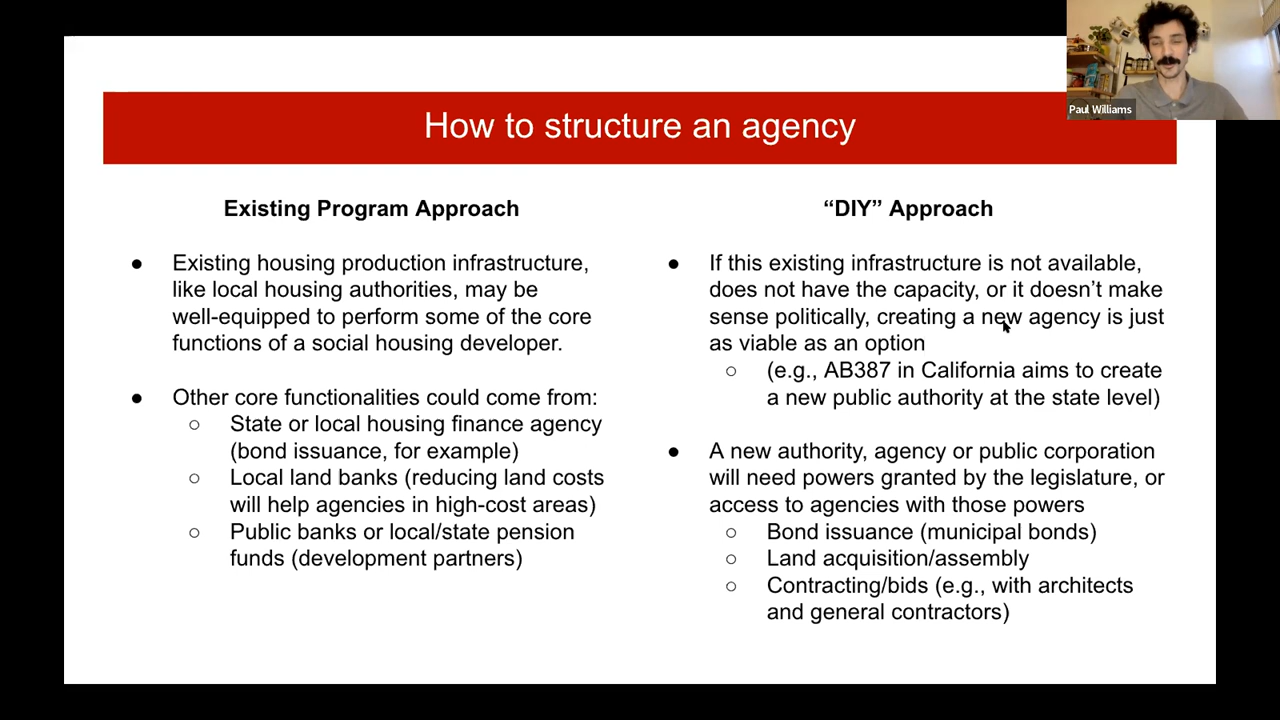 Paul Williams
How to structure an agency
Existing Program Approach
● Existing housing production infrastructure,
like local housing authorities, may be
well-equipped to perform some of the core
functions of a social housing developer.
● Other core functionalities could come from:
○ State or local housing finance agency
(bond issuance, for example)
○ Local land banks (reducing land costs
will help agencies in high-cost areas)
○ Public banks or local/state pension
funds (development partners)
“DIY” Approach
● If this existing infrastructure is not available,
does not have the capacity, or it doesn’t make
sense politically, creating a new agency is just
as viable as an option
○ (e.g., AB387 in California aims to create
a new public authority at the state level)
● A new authority, agency or public corporation
will need powers granted by the legislature, or
access to agencies with those powers
○ Bond issuance (municipal bonds)
○ Land acquisition/assembly
○ Contracting/bids (e.g., with architects
and general contractors)